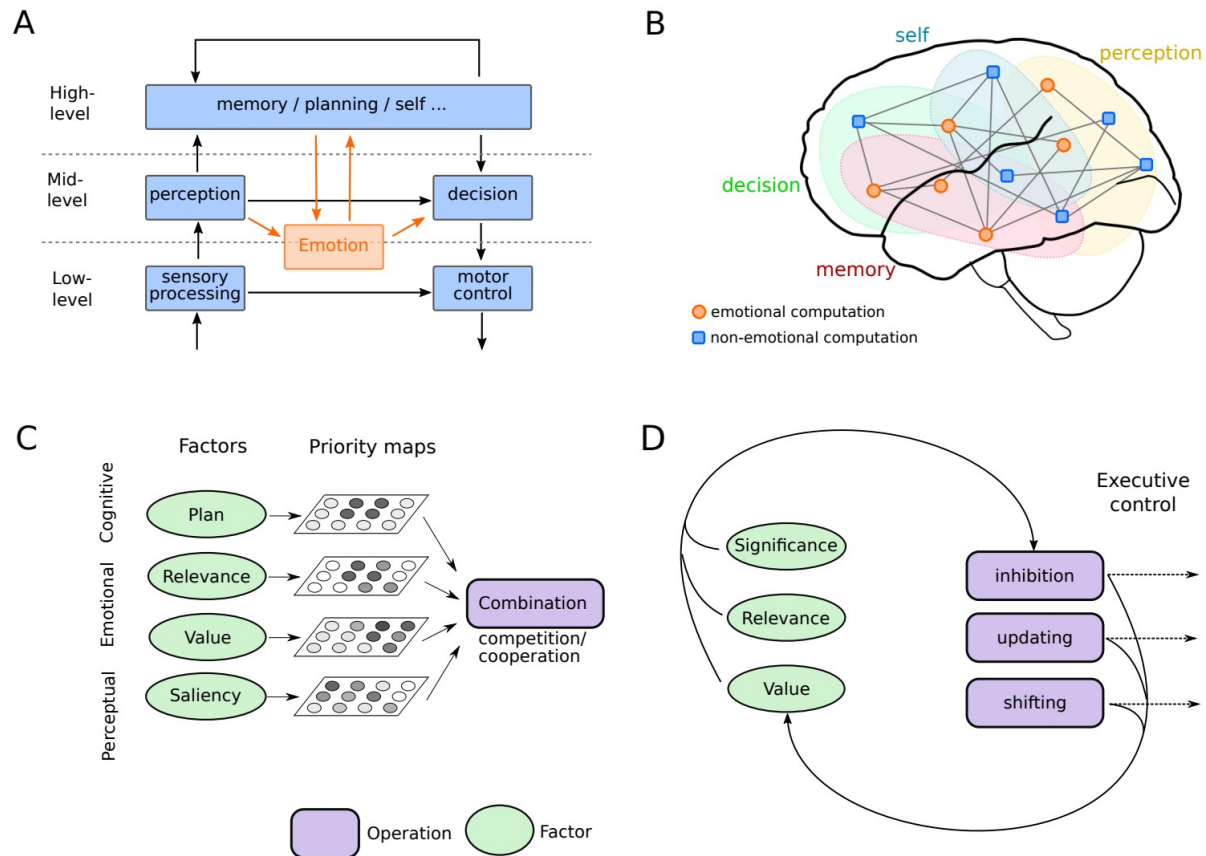 A
High-
level
memory / planning / self ...
Mid-
level
perception
decision
Emotion
Low-
level
sensory
processing
motor
control
B
self
perception
decision
memory
emotional computation
non-emotional computation
C
Factors
Priority maps
Cognitive
Plan
Emotional
Relevance
Value
Perceptual
Saliency
Combination
competition/
cooperation
Operation
Factor
D
Executive
control
Significance
Relevance
Value
inhibition
updating
shifting